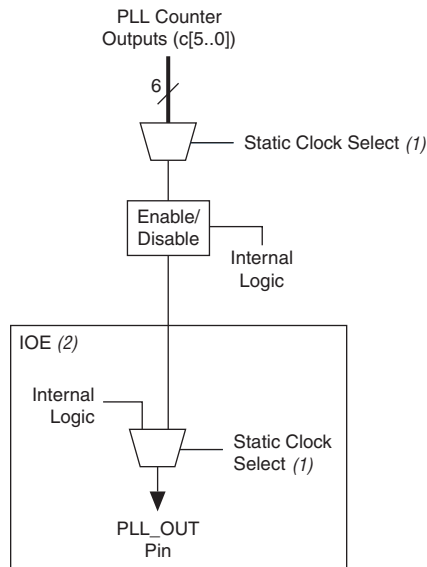 PLL Counter
Outputs (c[5..0])
6
Static Clock Select (1)
Enable/
Disable
Internal
Logic
IOE (2)
Internal
Logic
Static Clock
Select (1)
PLL_OUT
Pin